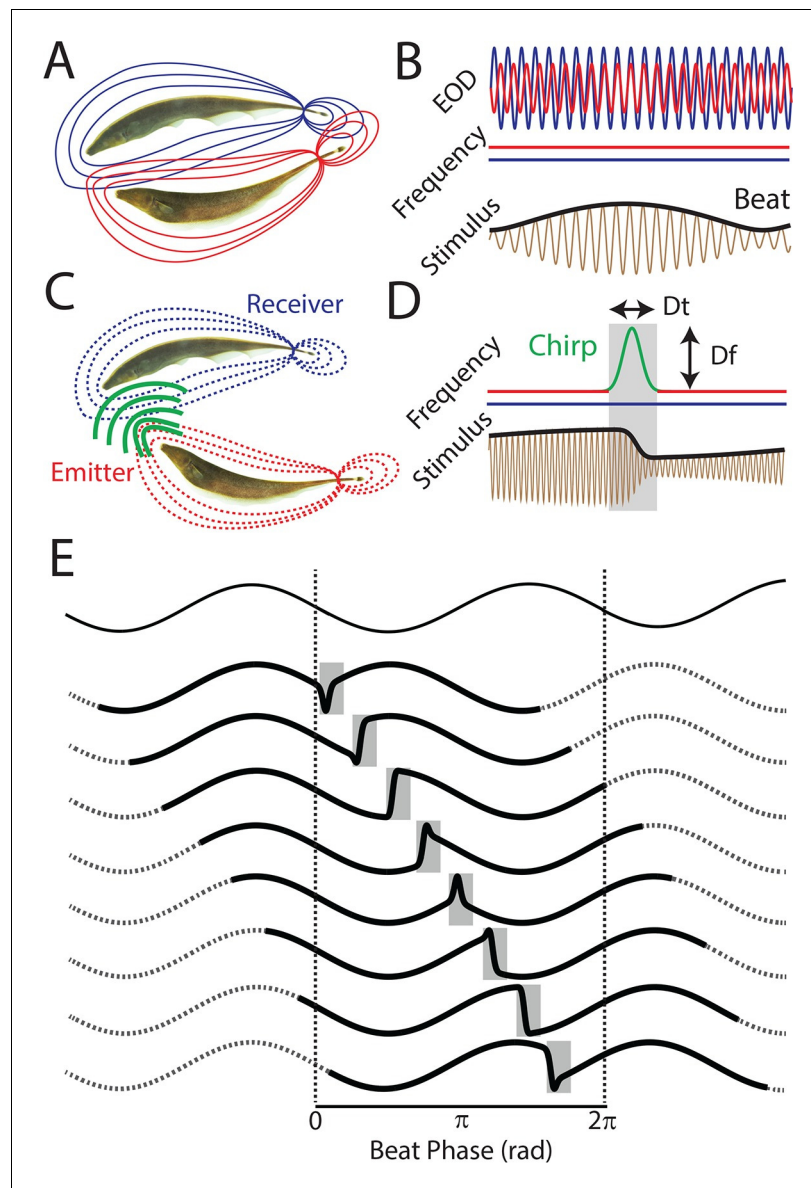 A
B
EOD
Frequency
Stimulus
Beat
C
Receiver
Emitter
D
Dt
Chirp
Df
Frequency
Stimulus
E
0
π
2π
Beat Phase (rad)